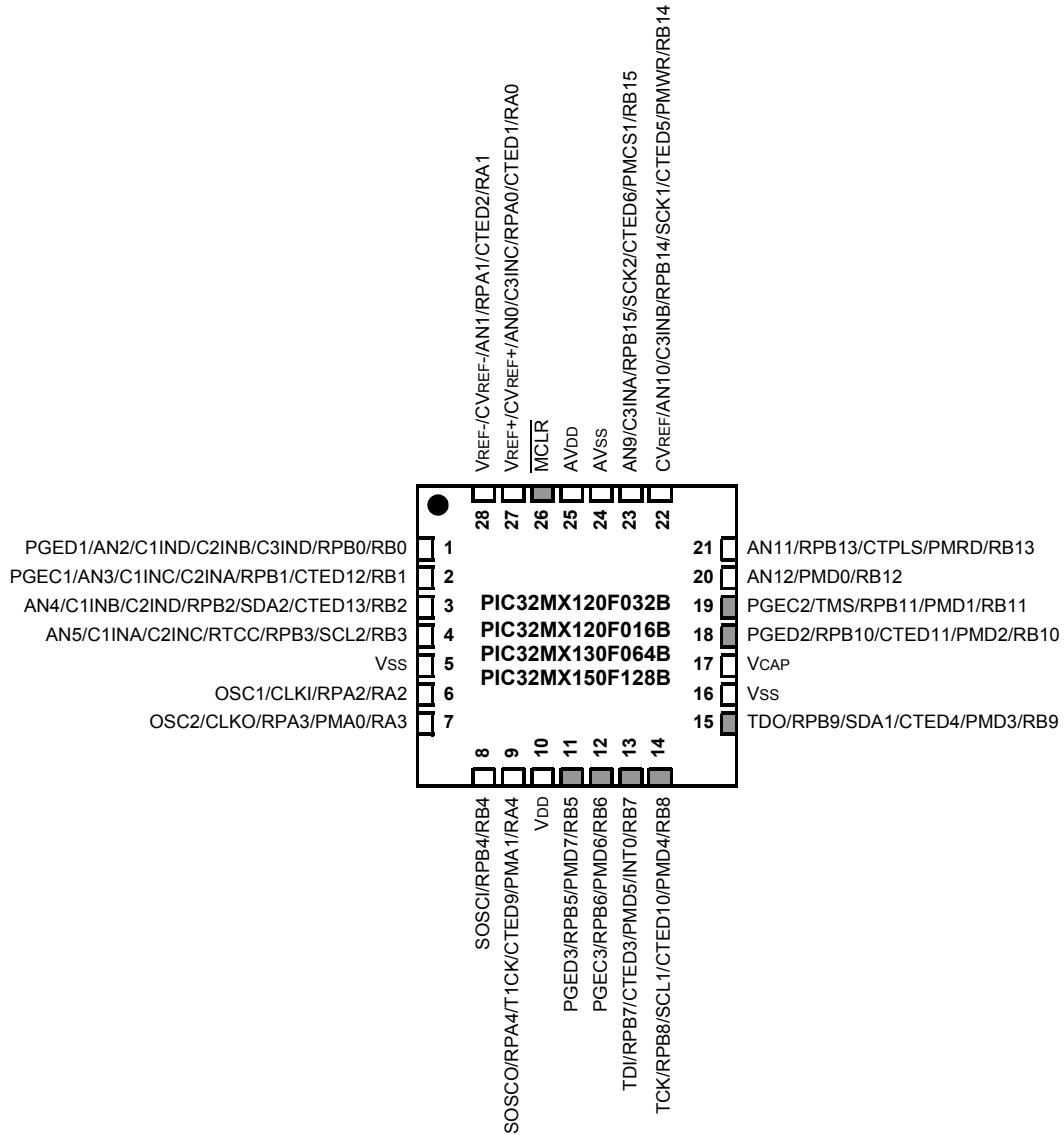 VREF-/CVREF-/AN1/RPA1/CTED2/RA1
VREF+/CVREF+/AN0/C3INC/RPA0/CTED1/RA0
MCLR
AVDD
AVSS
AN9/C3INA/RPB15/SCK2/CTED6/PMCS1/RB15
CVREF/AN10/C3INB/RPB14/SCK1/CTED5/PMWR/RB14
28
27
26
25
24
23
22
PGED1/AN2/C1IND/C2INB/C3IND/RPB0/RB0 1
PGEC1/AN3/C1INC/C2INA/RPB1/CTED12/RB1 2
AN4/C1INB/C2IND/RPB2/SDA2/CTED13/RB2 3
AN5/C1INA/C2INC/RTCC/RPB3/SCL2/RB3 4
VSS 5
OSC1/CLKI/RPA2/RA2 6
OSC2/CLKO/RPA3/PMA0/RA3 7
PIC32MX120F032B
PIC32MX120F016B
PIC32MX130F064B
PIC32MX150F128B
21 AN11/RPB13/CTPLS/PMRD/RB13
20 AN12/PMD0/RB12
19 PGEC2/TMS/RPB11/PMD1/RB11
18 PGED2/RPB10/CTED11/PMD2/RB10
17 VCAP
16 VSS
15 TDO/RPB9/SDA1/CTED4/PMD3/RB9
8
9
10
11
12
13
14
SOSCI/RPB4/RB4
SOSCO/RPA4/T1CK/CTED9/PMA1/RA4
VDD
PGED3/RPB5/PMD7/RB5
PGEC3/RPB6/PMD6/RB6
TDI/RPB7/CTED3/PMD5/INT0/RB7
TCK/RPB8/SCL1/CTED10/PMD4/RB8